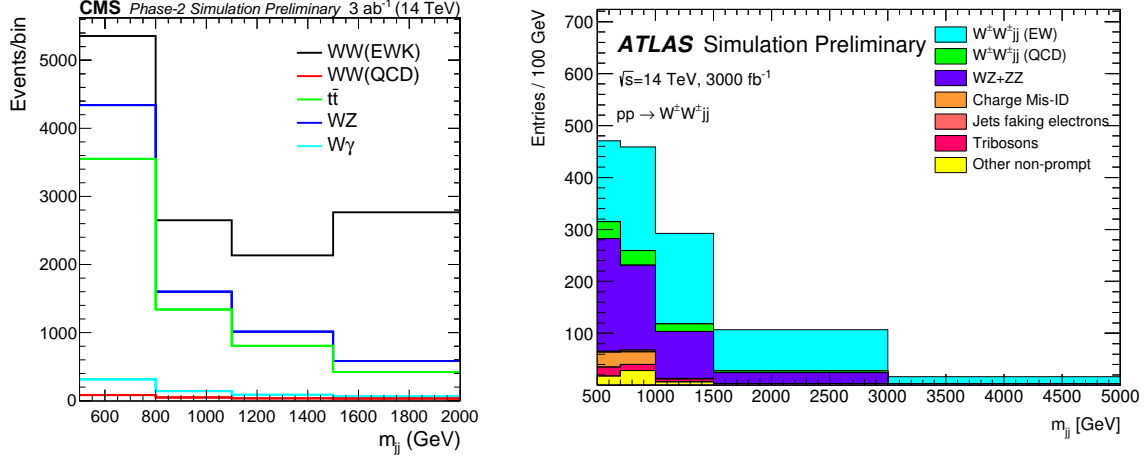 CMS Phase-2 Simulation Preliminary 3 ab⁻¹ (14 TeV)
Events/bin
5000
4000
3000
2000
1000
0
WW(EWK)
WW(QCD)
tt̄
WZ
Wγ
600 800 1000 1200 1400 1600 1800 2000
m_jj (GeV)
Entries / 100 GeV
700
600
500
400
300
200
100
ATLAS Simulation Preliminary
√s=14 TeV, 3000 fb⁻¹
pp → W±W±jj
W±W±jj (EW)
W±W±jj (QCD)
WZ+ZZ
Charge Mis-ID
Jets faking electrons
Tribosons
Other non-prompt
500 1000 1500 2000 2500 3000 3500 4000 4500 5000
m_jj [GeV]